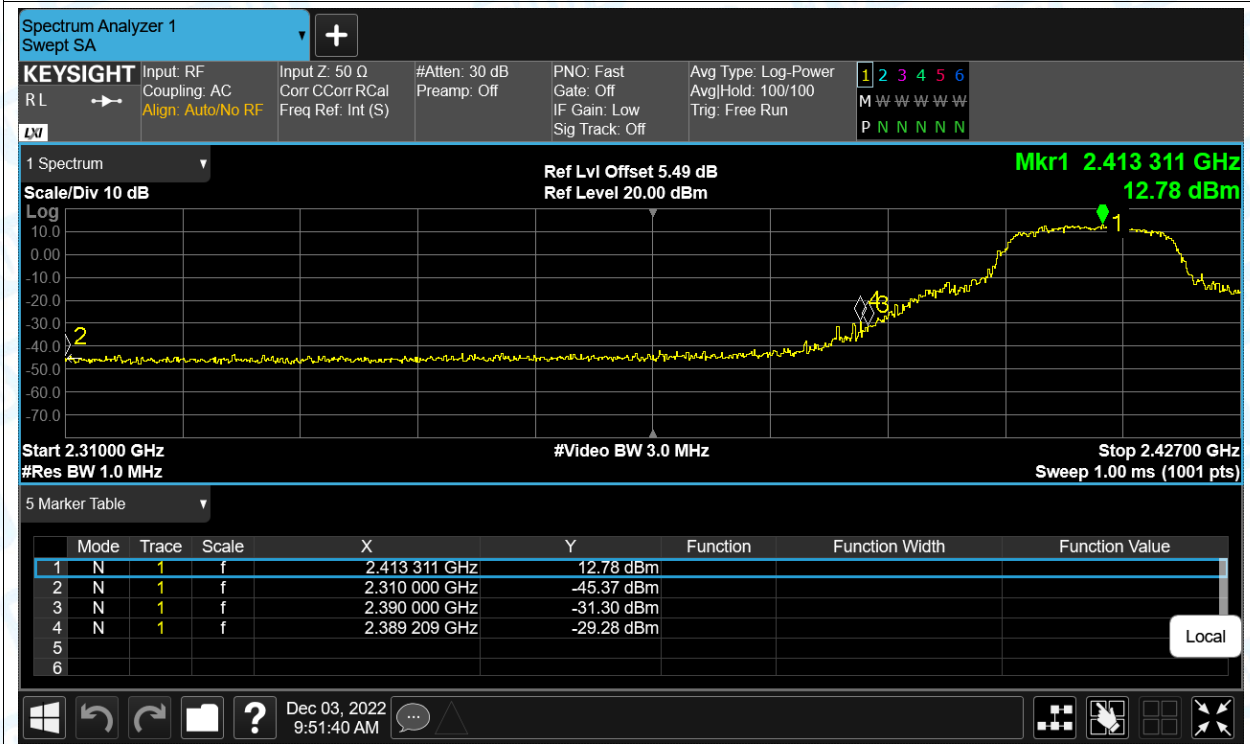 Spectrum Analyzer 1
Swept SA
+
KEYSIGHT
R L
LXI
Input: RF
Coupling: AC
Align: Auto/No RF
Input Z: 50 Ω
Corr CCorr RCal
Freq Ref: Int (S)
#Atten: 30 dB
Preamp: Off
PNO: Fast
Gate: Off
IF Gain: Low
Sig Track: Off
Avg Type: Log-Power
Avg|Hold: 100/100
Trig: Free Run
1 2 3 4 5 6
M W W W W W
P N N N N N
1 Spectrum
Scale/Div 10 dB
Ref Lvl Offset 5.49 dB
Ref Level 20.00 dBm
Mkr1 2.413 311 GHz
12.78 dBm
Log
10.0
0.00
-10.0
-20.0
-30.0
-40.0
-50.0
-60.0
-70.0
2
4
3
1
Start 2.31000 GHz
#Video BW 3.0 MHz
Stop 2.42700 GHz
#Res BW 1.0 MHz
Sweep 1.00 ms (1001 pts)
5 Marker Table
Mode Trace Scale X Y Function Function Width Function Value
1 N 1 f 2.413 311 GHz 12.78 dBm
2 N 1 f 2.310 000 GHz -45.37 dBm
3 N 1 f 2.390 000 GHz -31.30 dBm
4 N 1 f 2.389 209 GHz -29.28 dBm
5
6
Local
?
Dec 03, 2022
9:51:40 AM